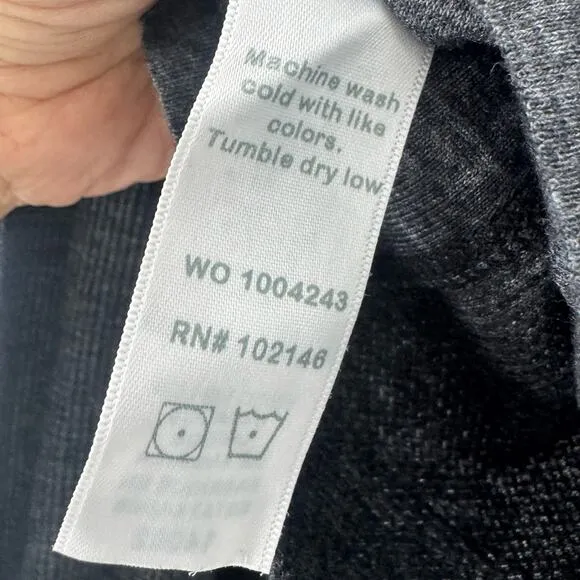 Machine wash
cold with like
colors.
Tumble dry low
WO 1004243
RN# 102146